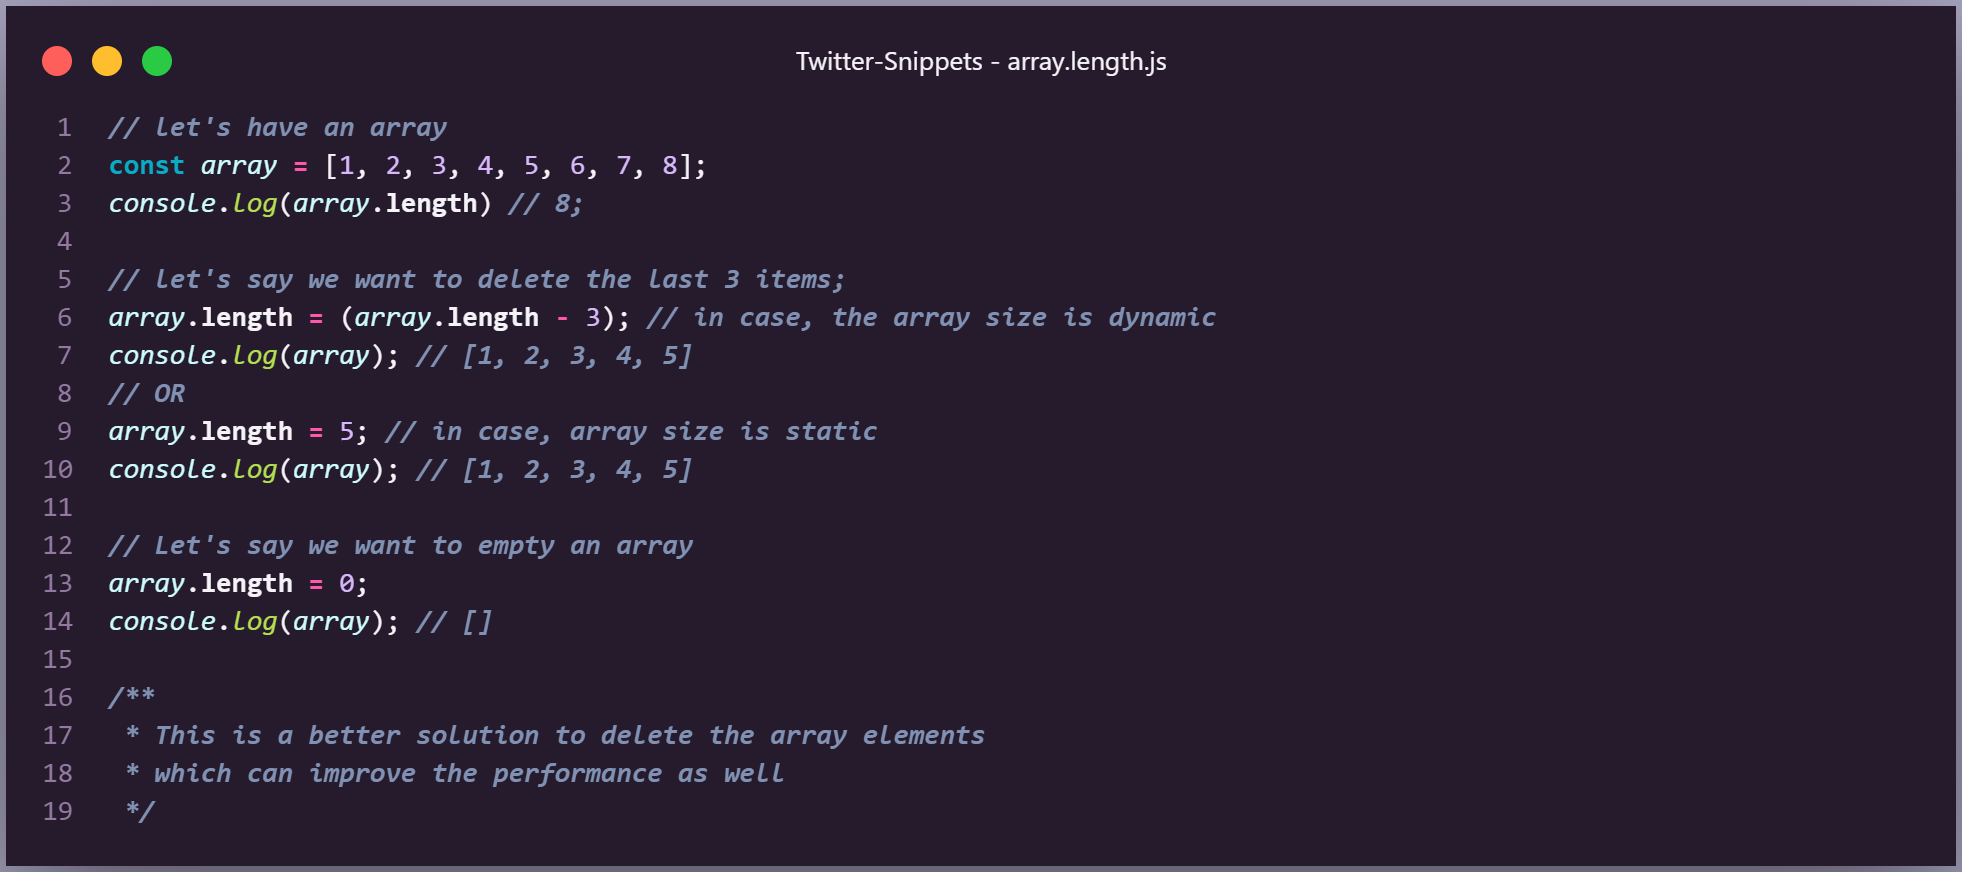 Twitter-Snippets - array.length.js
1 // let's have an array
2 const array = [1, 2, 3, 4, 5, 6, 7, 8];
3 console.log(array.length) // 8;
4
5 // let's say we want to delete the last 3 items;
6 array.length = (array.length - 3); // in case, the array size is dynamic
7 console.log(array); // [1, 2, 3, 4, 5]
8 // OR
9 array.length = 5; // in case, array size is static
10 console.log(array); // [1, 2, 3, 4, 5]
11
12 // Let's say we want to empty an array
13 array.length = 0;
14 console.log(array); // []
15
16 /**
17  * This is a better solution to delete the array elements
18  * which can improve the performance as well
19  */